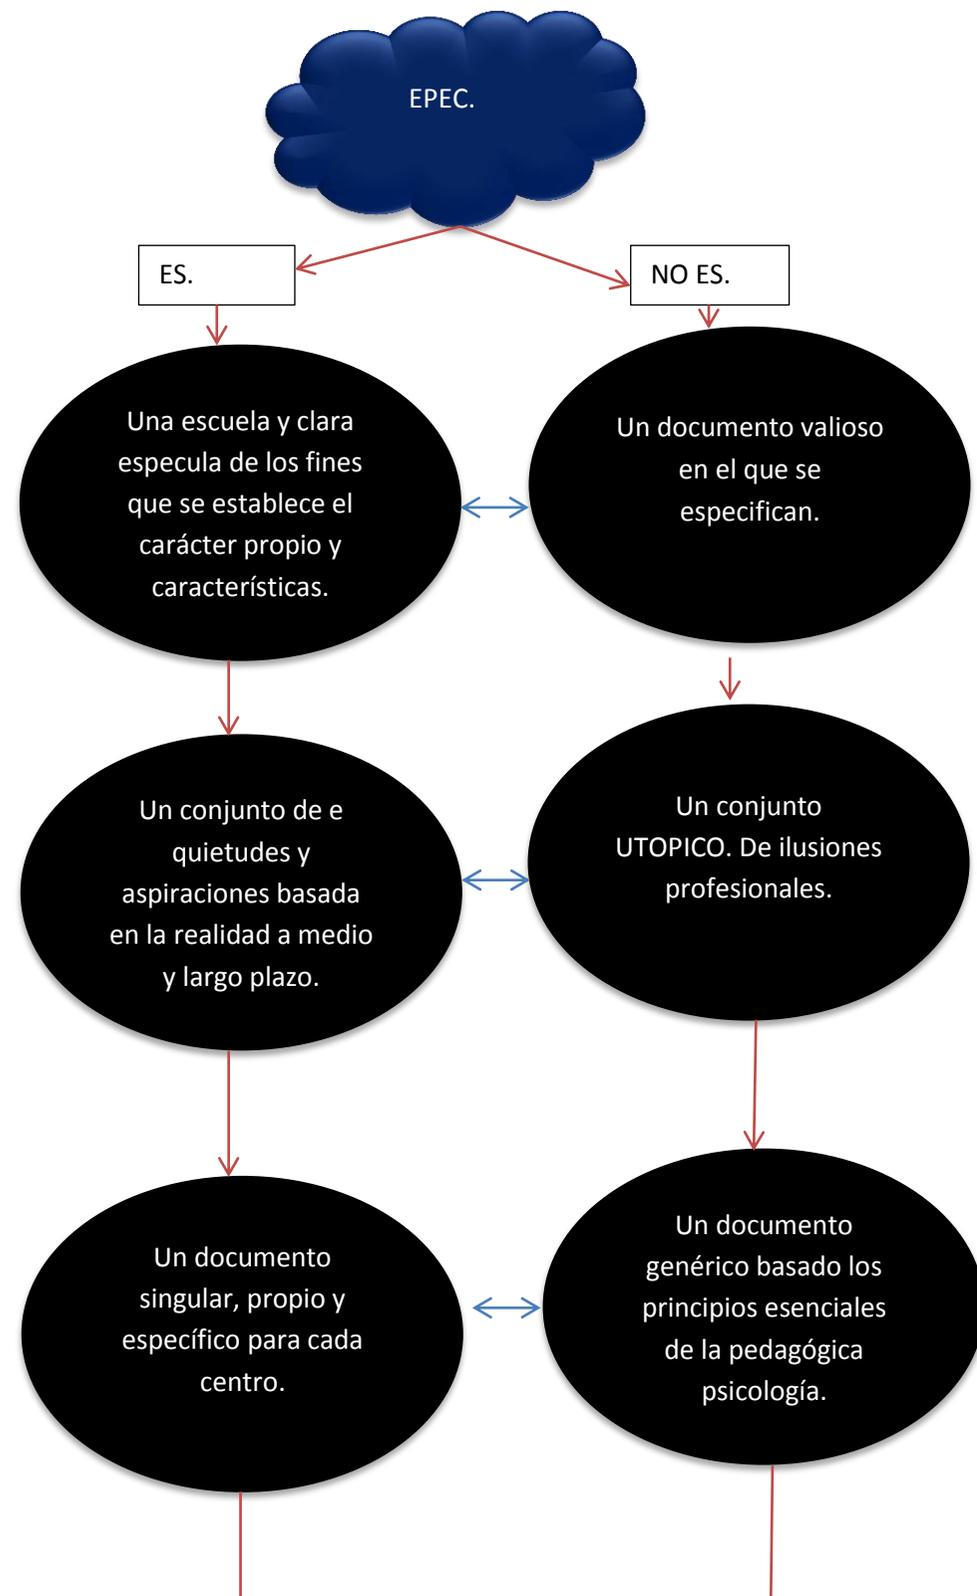 EPEC.
ES.
NO ES.
Una escuela y clara
especula de los fines
que se establece el
carácter propio y
características.
Un documento valioso
en el que se
especifican.
Un conjunto de e
quietudes y
aspiraciones basada
en la realidad a medio
y largo plazo.
Un conjunto
UTOPICO. De ilusiones
profesionales.
Un documento
singular, propio y
específico para cada
centro.
Un documento
genérico basado los
principios esenciales
de la pedagógica
psicología.